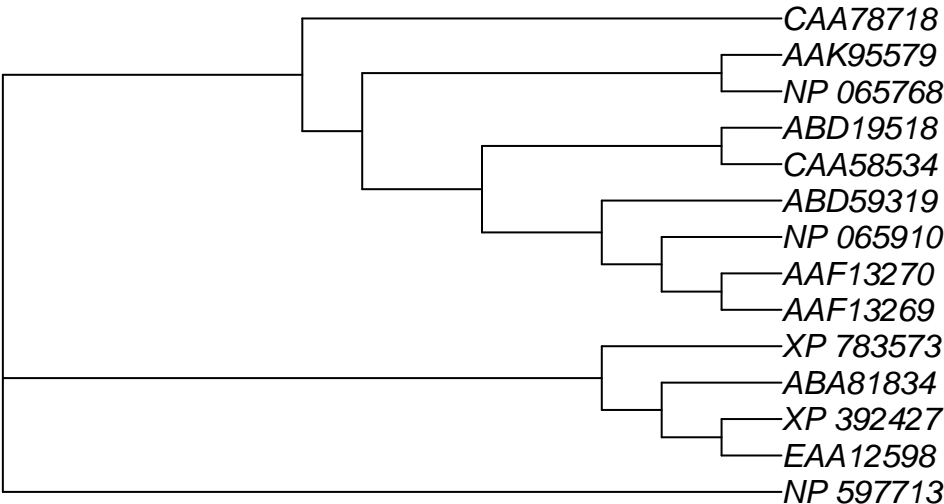 CAA78718
AAK95579
NP 065768
ABD19518
CAA58534
ABD59319
NP 065910
AAF13270
AAF13269
XP 783573
ABA81834
XP 392427
EAA12598
NP 597713